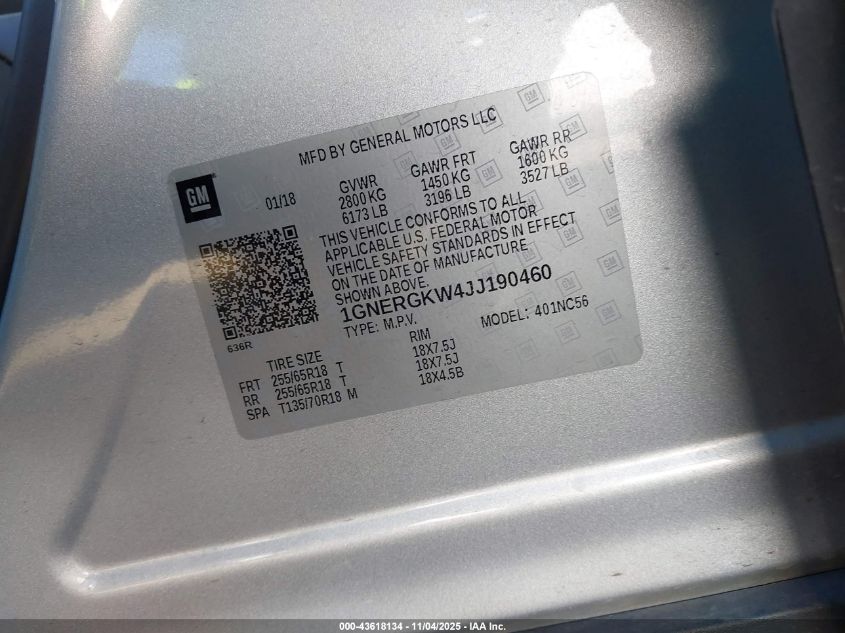 MFD BY GENERAL MOTORS LLC
GM
01/18
GVWR
2800 KG
6173 LB
GAWR FRT
1450 KG
3196 LB
GAWR RR
1600 KG
3527 LB
THIS VEHICLE CONFORMS TO ALL
APPLICABLE U.S. FEDERAL MOTOR
VEHICLE SAFETY STANDARDS IN EFFECT
ON THE DATE OF MANUFACTURE
SHOWN ABOVE.
1GNERGKW4JJ190460
TYPE: M.P.V. MODEL: 401NC56
636R
TIRE SIZE RIM
FRT 255/65R18 T 18X7.5J
RR 255/65R18 T 18X7.5J
SPA T135/70R18 M 18X4.5B
000-43618134 - 11/04/2025 - IAA Inc.